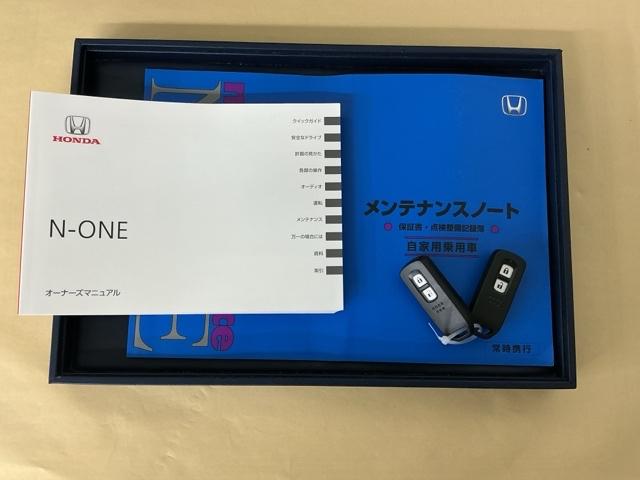 HONDA
N-ONE
オーナーズマニュアル
クイックガイド
安全なドライブ
計器の見かた
各部の操作
オーディオ
運転
メンテナンス
万一の場合には
資料
索引
メンテナンスノート
保証書・点検整備記録簿
自家用乗用車
常時携行